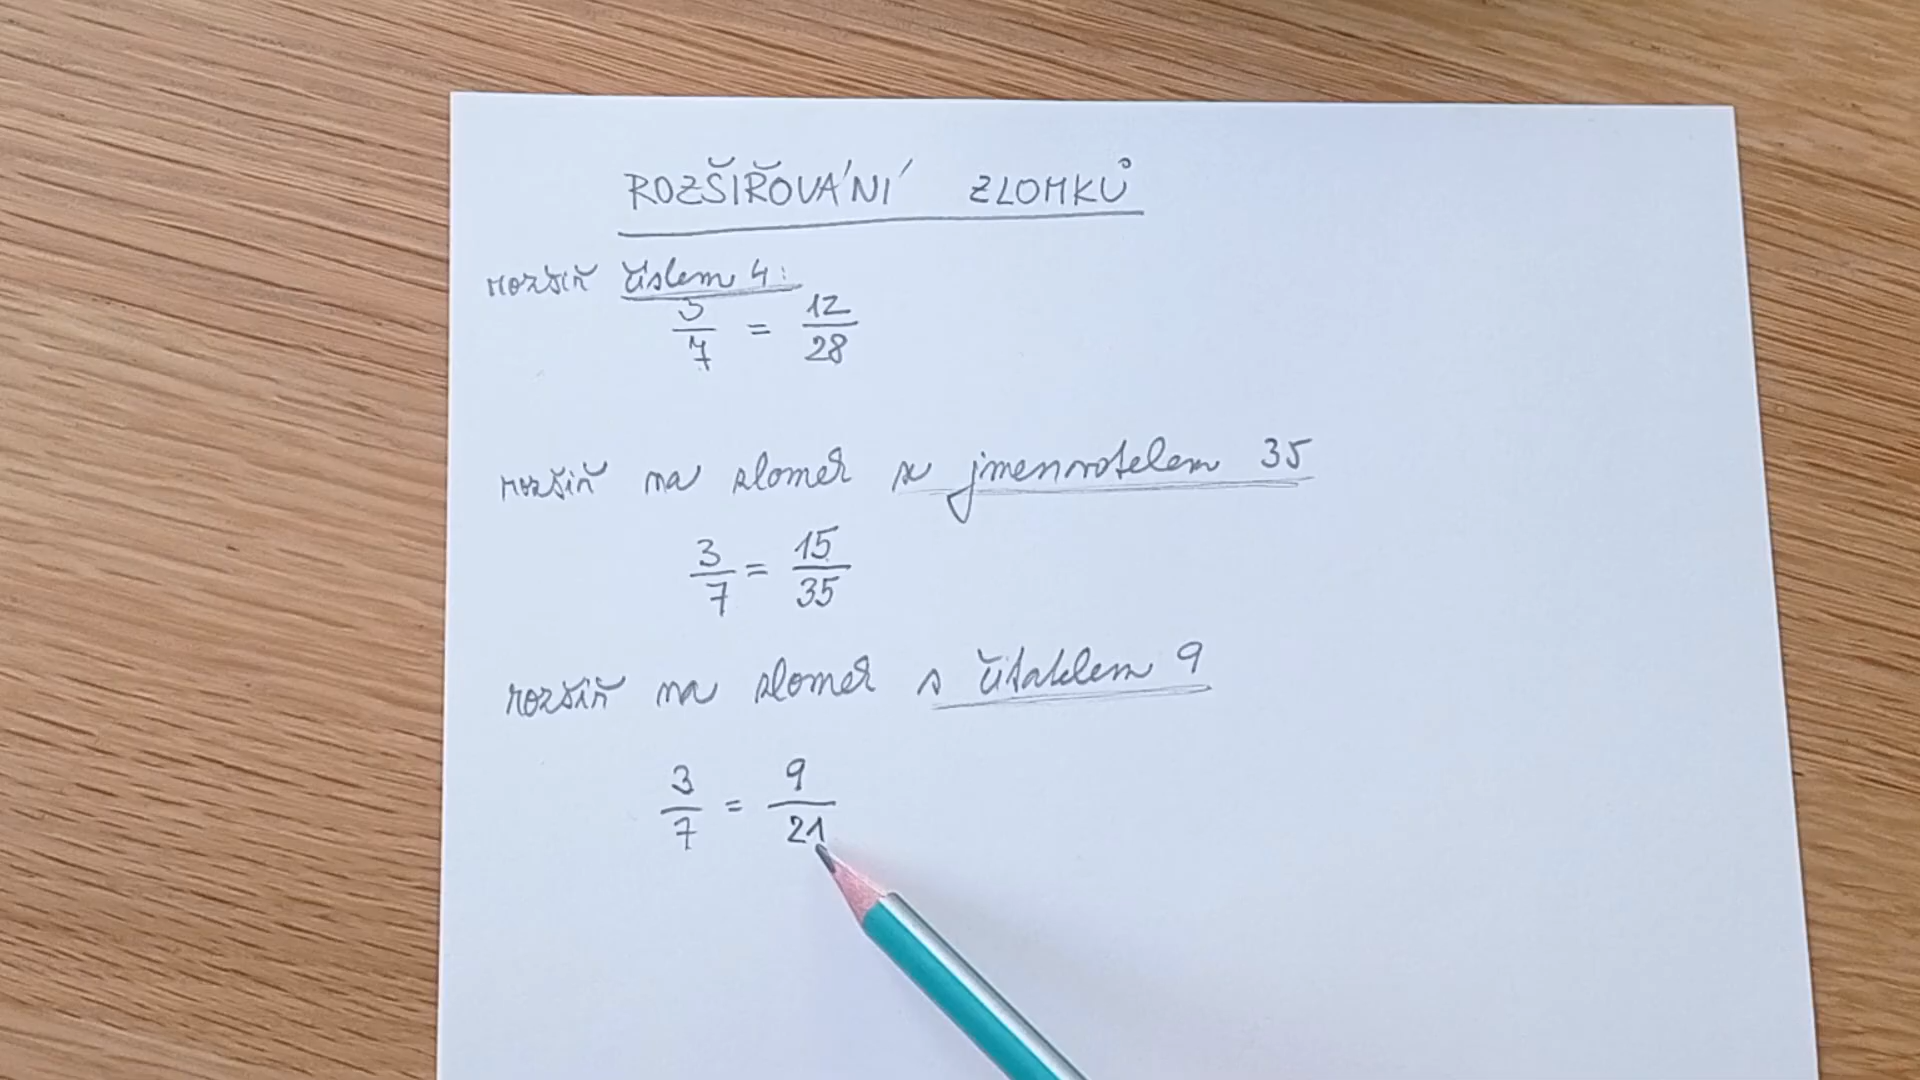 ROZŠIŘOVÁNÍ ZLOMKŮ
rozšiř číslem 4:
3/7 = 12/28
rozšiř na zlomek se jmenovatelem 35
3/7 = 15/35
rozšiř na zlomek s čitatelem 9
3/7 = 9/21